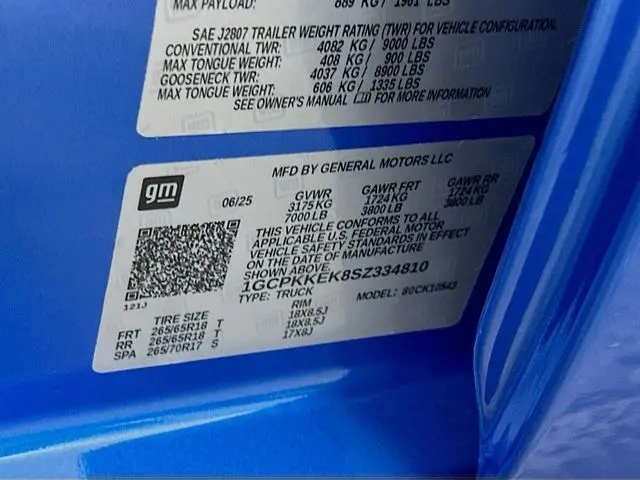 MAX PAYLOAD: 889 KG / 1961 LBS
SAE J2807 TRAILER WEIGHT RATING (TWR) FOR VEHICLE CONFIGURATION
CONVENTIONAL TWR: 4082 KG / 9000 LBS
MAX TONGUE WEIGHT: 408 KG / 900 LBS
GOOSENECK TWR: 4037 KG / 8900 LBS
MAX TONGUE WEIGHT: 606 KG / 1335 LBS
SEE OWNER'S MANUAL FOR MORE INFORMATION
MFD BY GENERAL MOTORS LLC
gm
06/25 GVWR GAWR FRT GAWR RR
3175 KG 1724 KG 1724 KG
7000 LB 3800 LB 3800 LB
THIS VEHICLE CONFORMS TO ALL
APPLICABLE U.S. FEDERAL MOTOR
VEHICLE SAFETY STANDARDS IN EFFECT
ON THE DATE OF MANUFACTURE
SHOWN ABOVE.
1GCPKKEK8SZ334810
TYPE: TRUCK MODEL: 80CK10543
121J
TIRE SIZE RIM
FRT 265/65R18 T 18X8.5J
RR 265/65R18 T 18X8.5J
SPA 265/70R17 S 17X8J